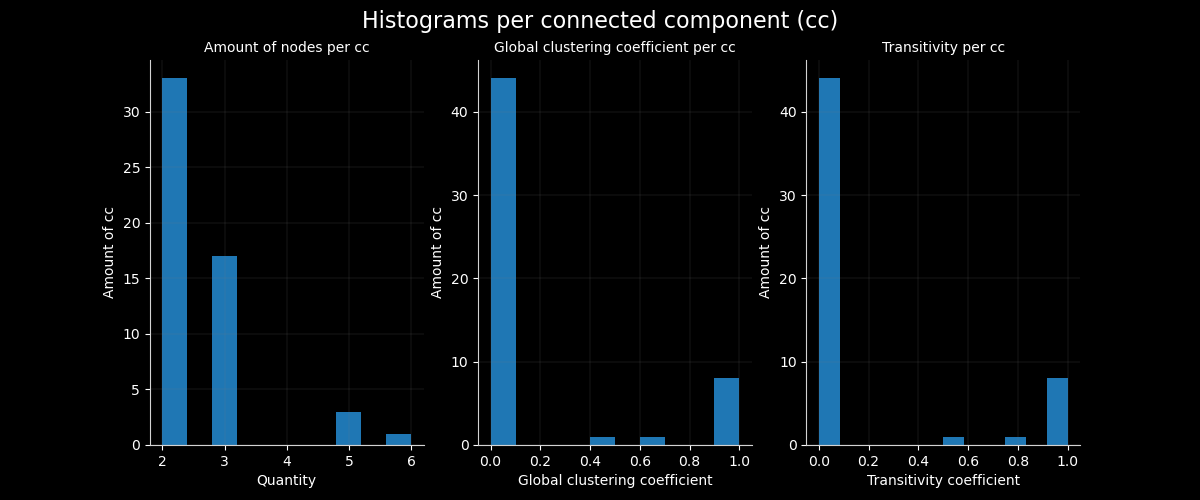 Histograms per connected component (cc)
Amount of nodes per cc
Global clustering coefficient per cc
Transitivity per cc
Amount of cc
30
25
20
15
10
5
0
2 3 4 5 6
Quantity
Amount of cc
40
30
20
10
0
0.0 0.2 0.4 0.6 0.8 1.0
Global clustering coefficient
Amount of cc
40
30
20
10
0
0.0 0.2 0.4 0.6 0.8 1.0
Transitivity coefficient